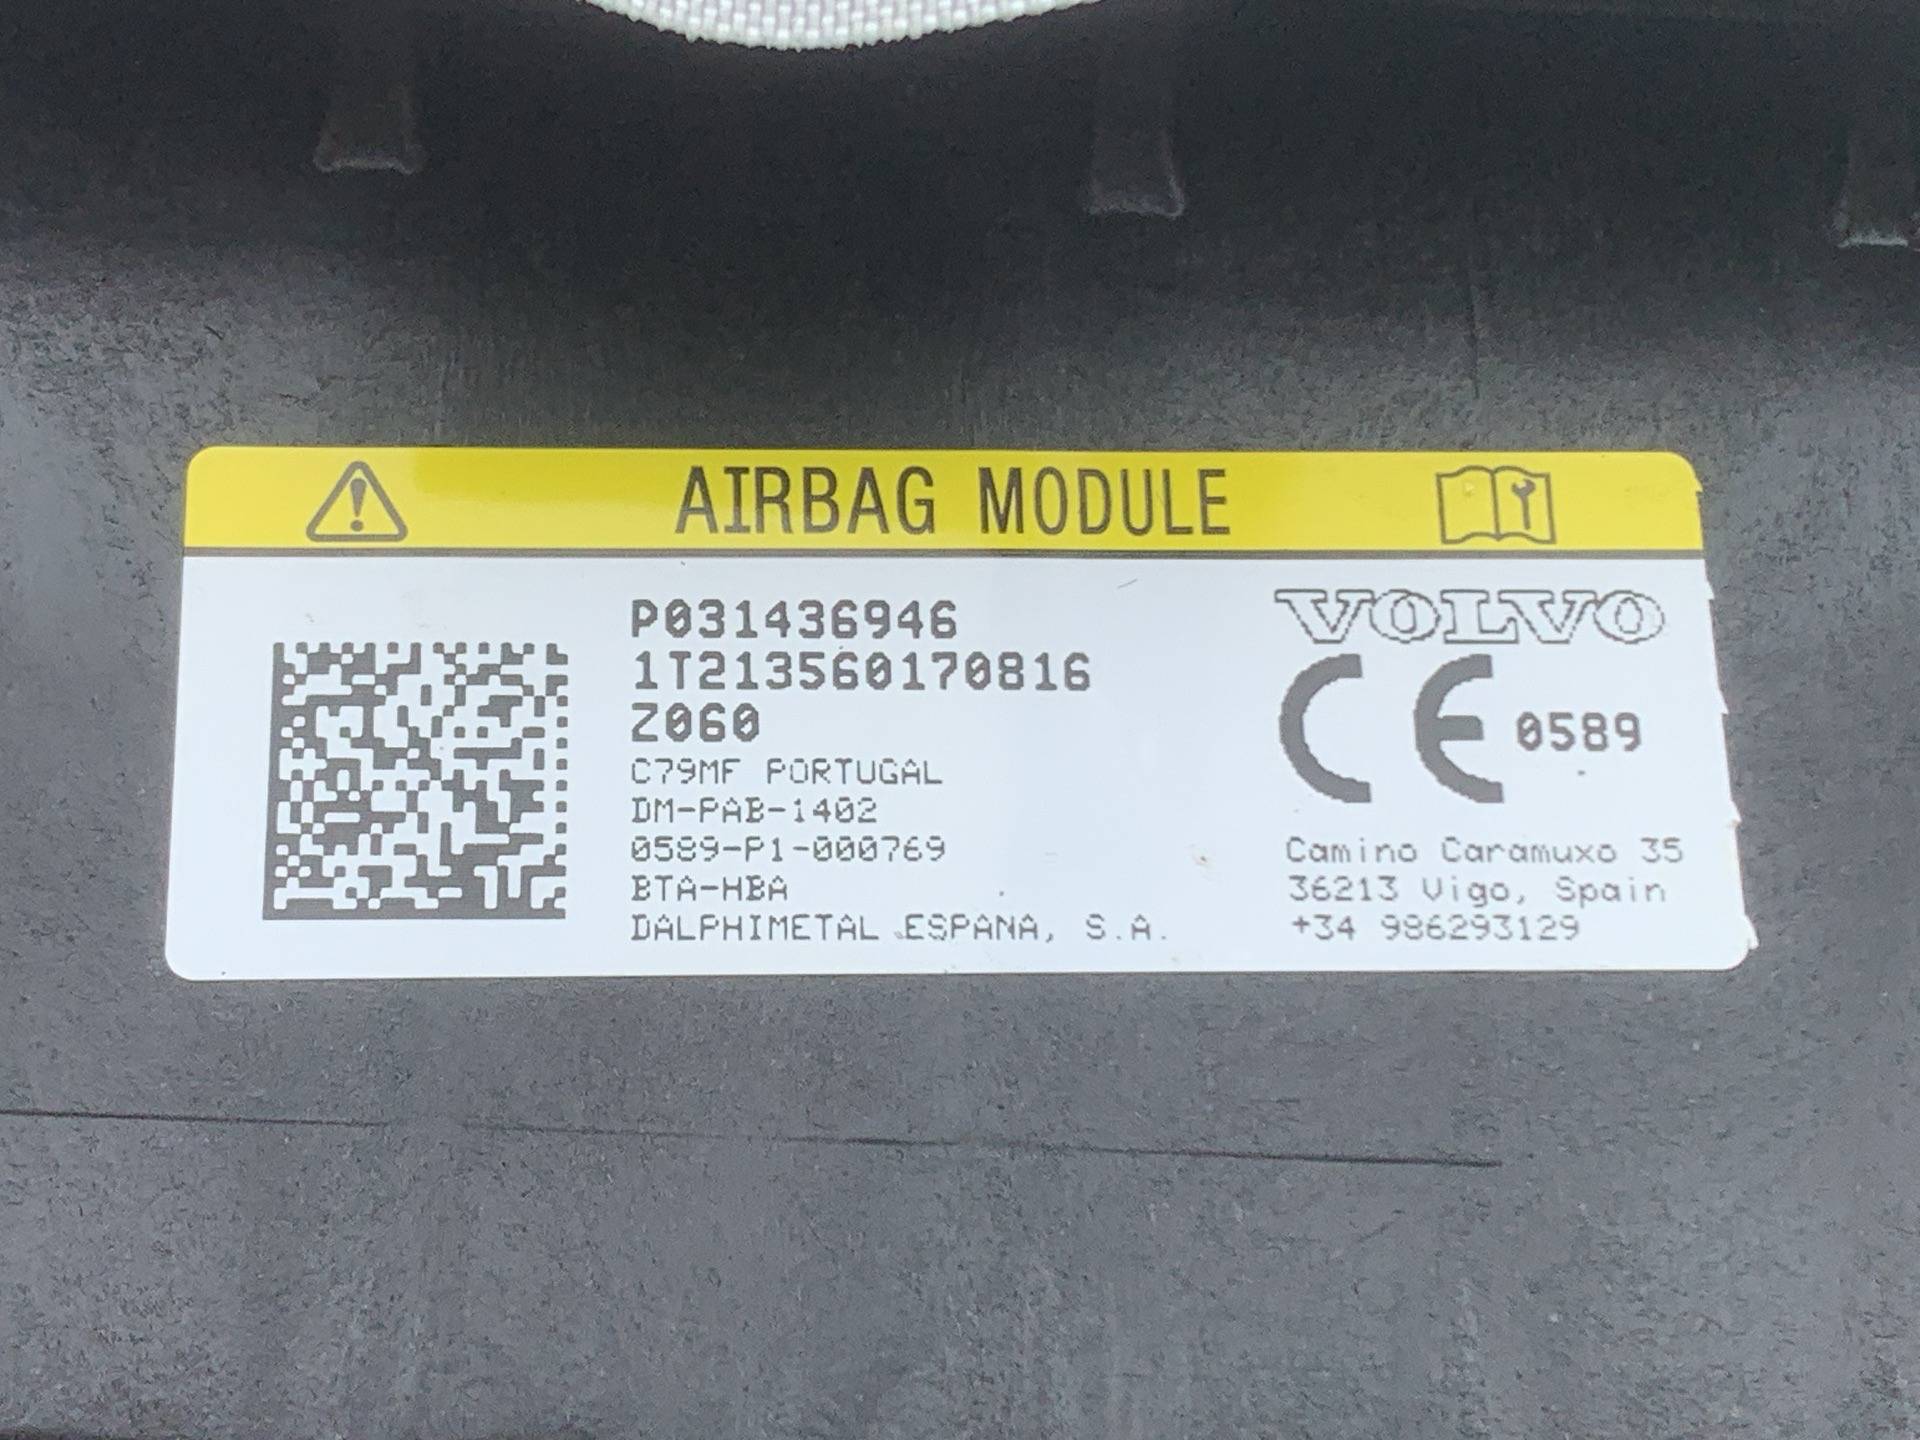 AIRBAG MODULE
P031436946
1T213560170816
Z060
C79MF PORTUGAL
DM-PAB-1402
0589-P1-000769
BTA-HBA
DALPHIMETAL ESPANA, S.A.
VOLVO
CE 0589
Camino Caramuxo 35
36213 Vigo, Spain
+34 986293129